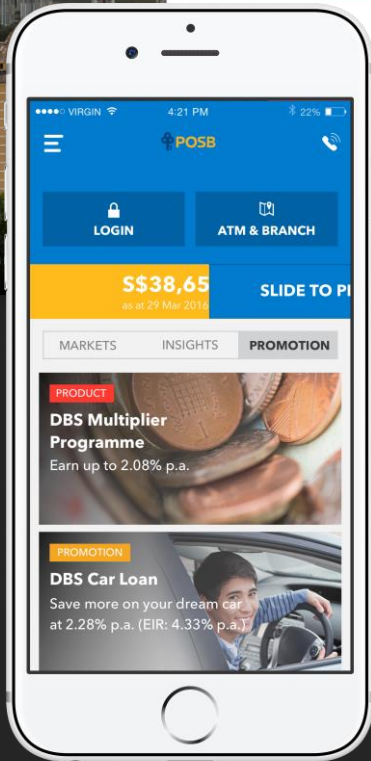 VIRGIN 4:21 PM 22%
POSB
LOGIN
ATM & BRANCH
S$38,65
as at 29 Mar 2016
SLIDE TO
MARKETS INSIGHTS PROMOTION
PRODUCT
DBS Multiplier
Programme
Earn up to 2.08% p.a.
PROMOTION
DBS Car Loan
Save more on your dream car
at 2.28% p.a. (EIR: 4.33% p.a.)